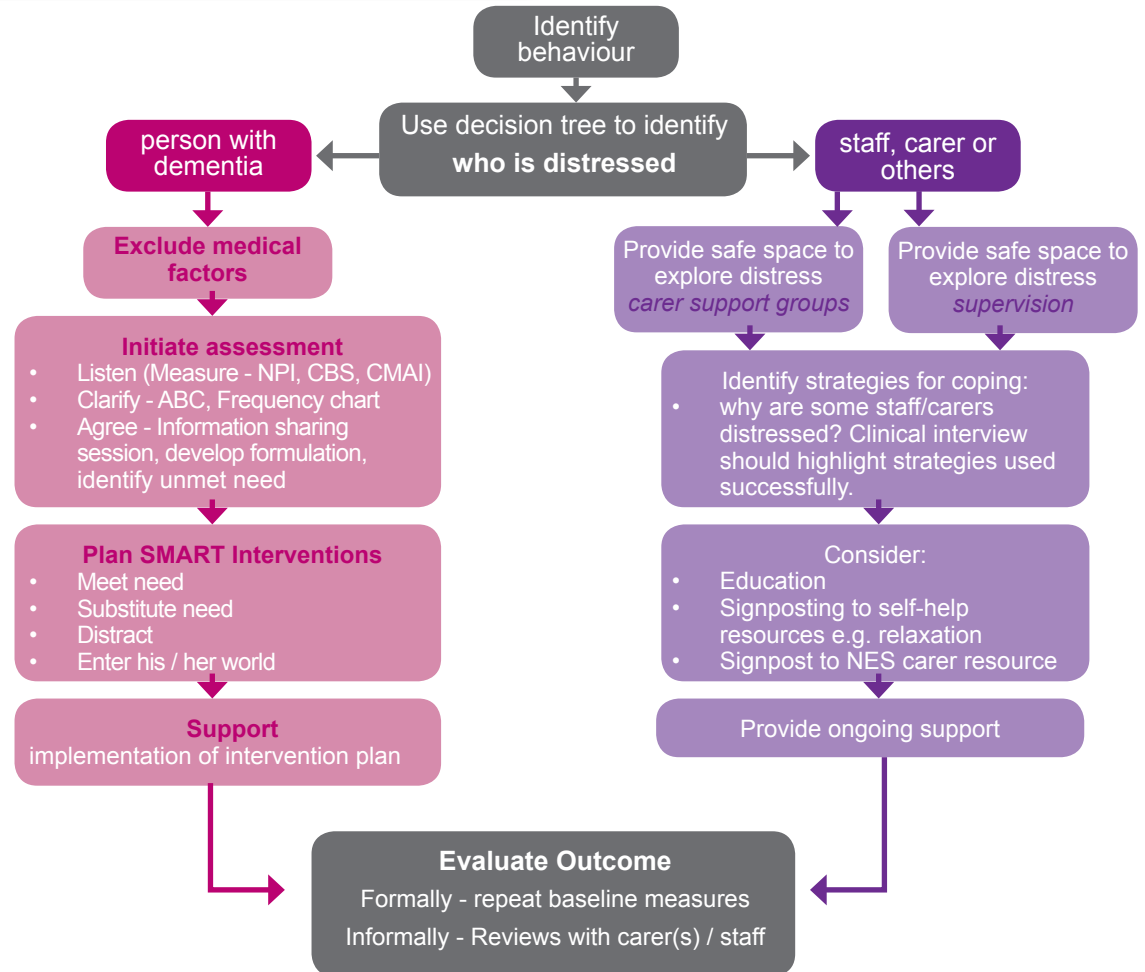 Identify
behaviour
Use decision tree to identify
who is distressed
person with
dementia
Exclude medical
factors
Initiate assessment
• Listen (Measure - NPI, CBS, CMAI)
• Clarify - ABC, Frequency chart
• Agree - Information sharing
session, develop formulation,
identify unmet need
Plan SMART Interventions
• Meet need
• Substitute need
• Distract
• Enter his / her world
Support
implementation of intervention plan
staff, carer or
others
Provide safe space to
explore distress
carer support groups
Provide safe space to
explore distress
supervision
Identify strategies for coping:
• why are some staff/carers
distressed? Clinical interview
should highlight strategies used
successfully.
Consider:
• Education
• Signposting to self-help
resources e.g. relaxation
• Signpost to NES carer resource
Provide ongoing support
Evaluate Outcome
Formally - repeat baseline measures
Informally - Reviews with carer(s) / staff